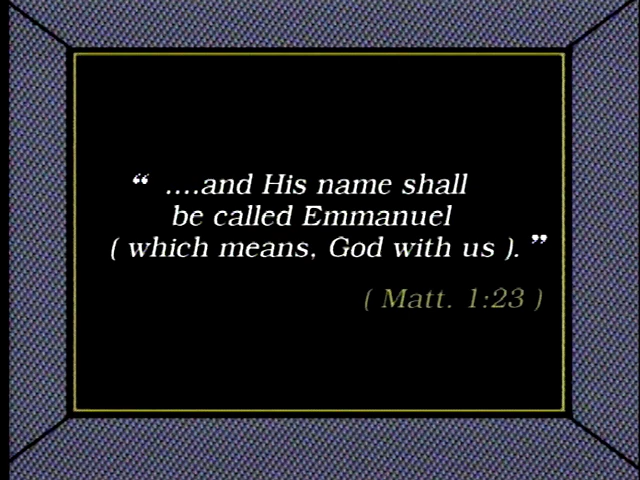 “ ....and His name shall
be called Emmanuel
( which means, God with us ). ”
( Matt. 1:23 )